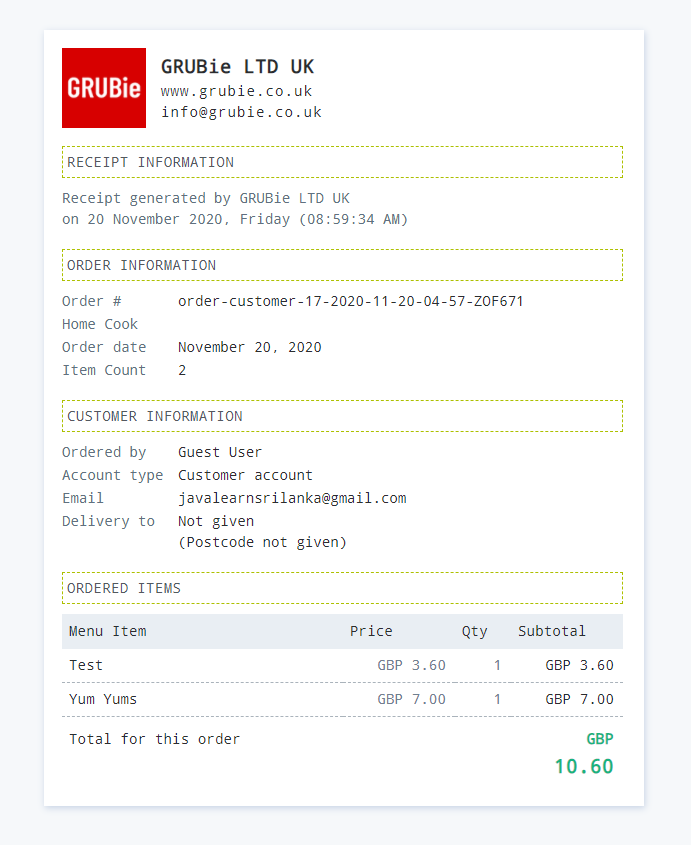 GRUBie
GRUBie LTD UK
www.grubie.co.uk
info@grubie.co.uk
RECEIPT INFORMATION
Receipt generated by GRUBie LTD UK
on 20 November 2020, Friday (08:59:34 AM)
ORDER INFORMATION
Order # order-customer-17-2020-11-20-04-57-ZOF671
Home Cook
Order date November 20, 2020
Item Count 2
CUSTOMER INFORMATION
Ordered by Guest User
Account type Customer account
Email javalearnsrilanka@gmail.com
Delivery to Not given
(Postcode not given)
ORDERED ITEMS
Menu Item Price Qty Subtotal
Test GBP 3.60 1 GBP 3.60
Yum Yums GBP 7.00 1 GBP 7.00
Total for this order GBP
10.60